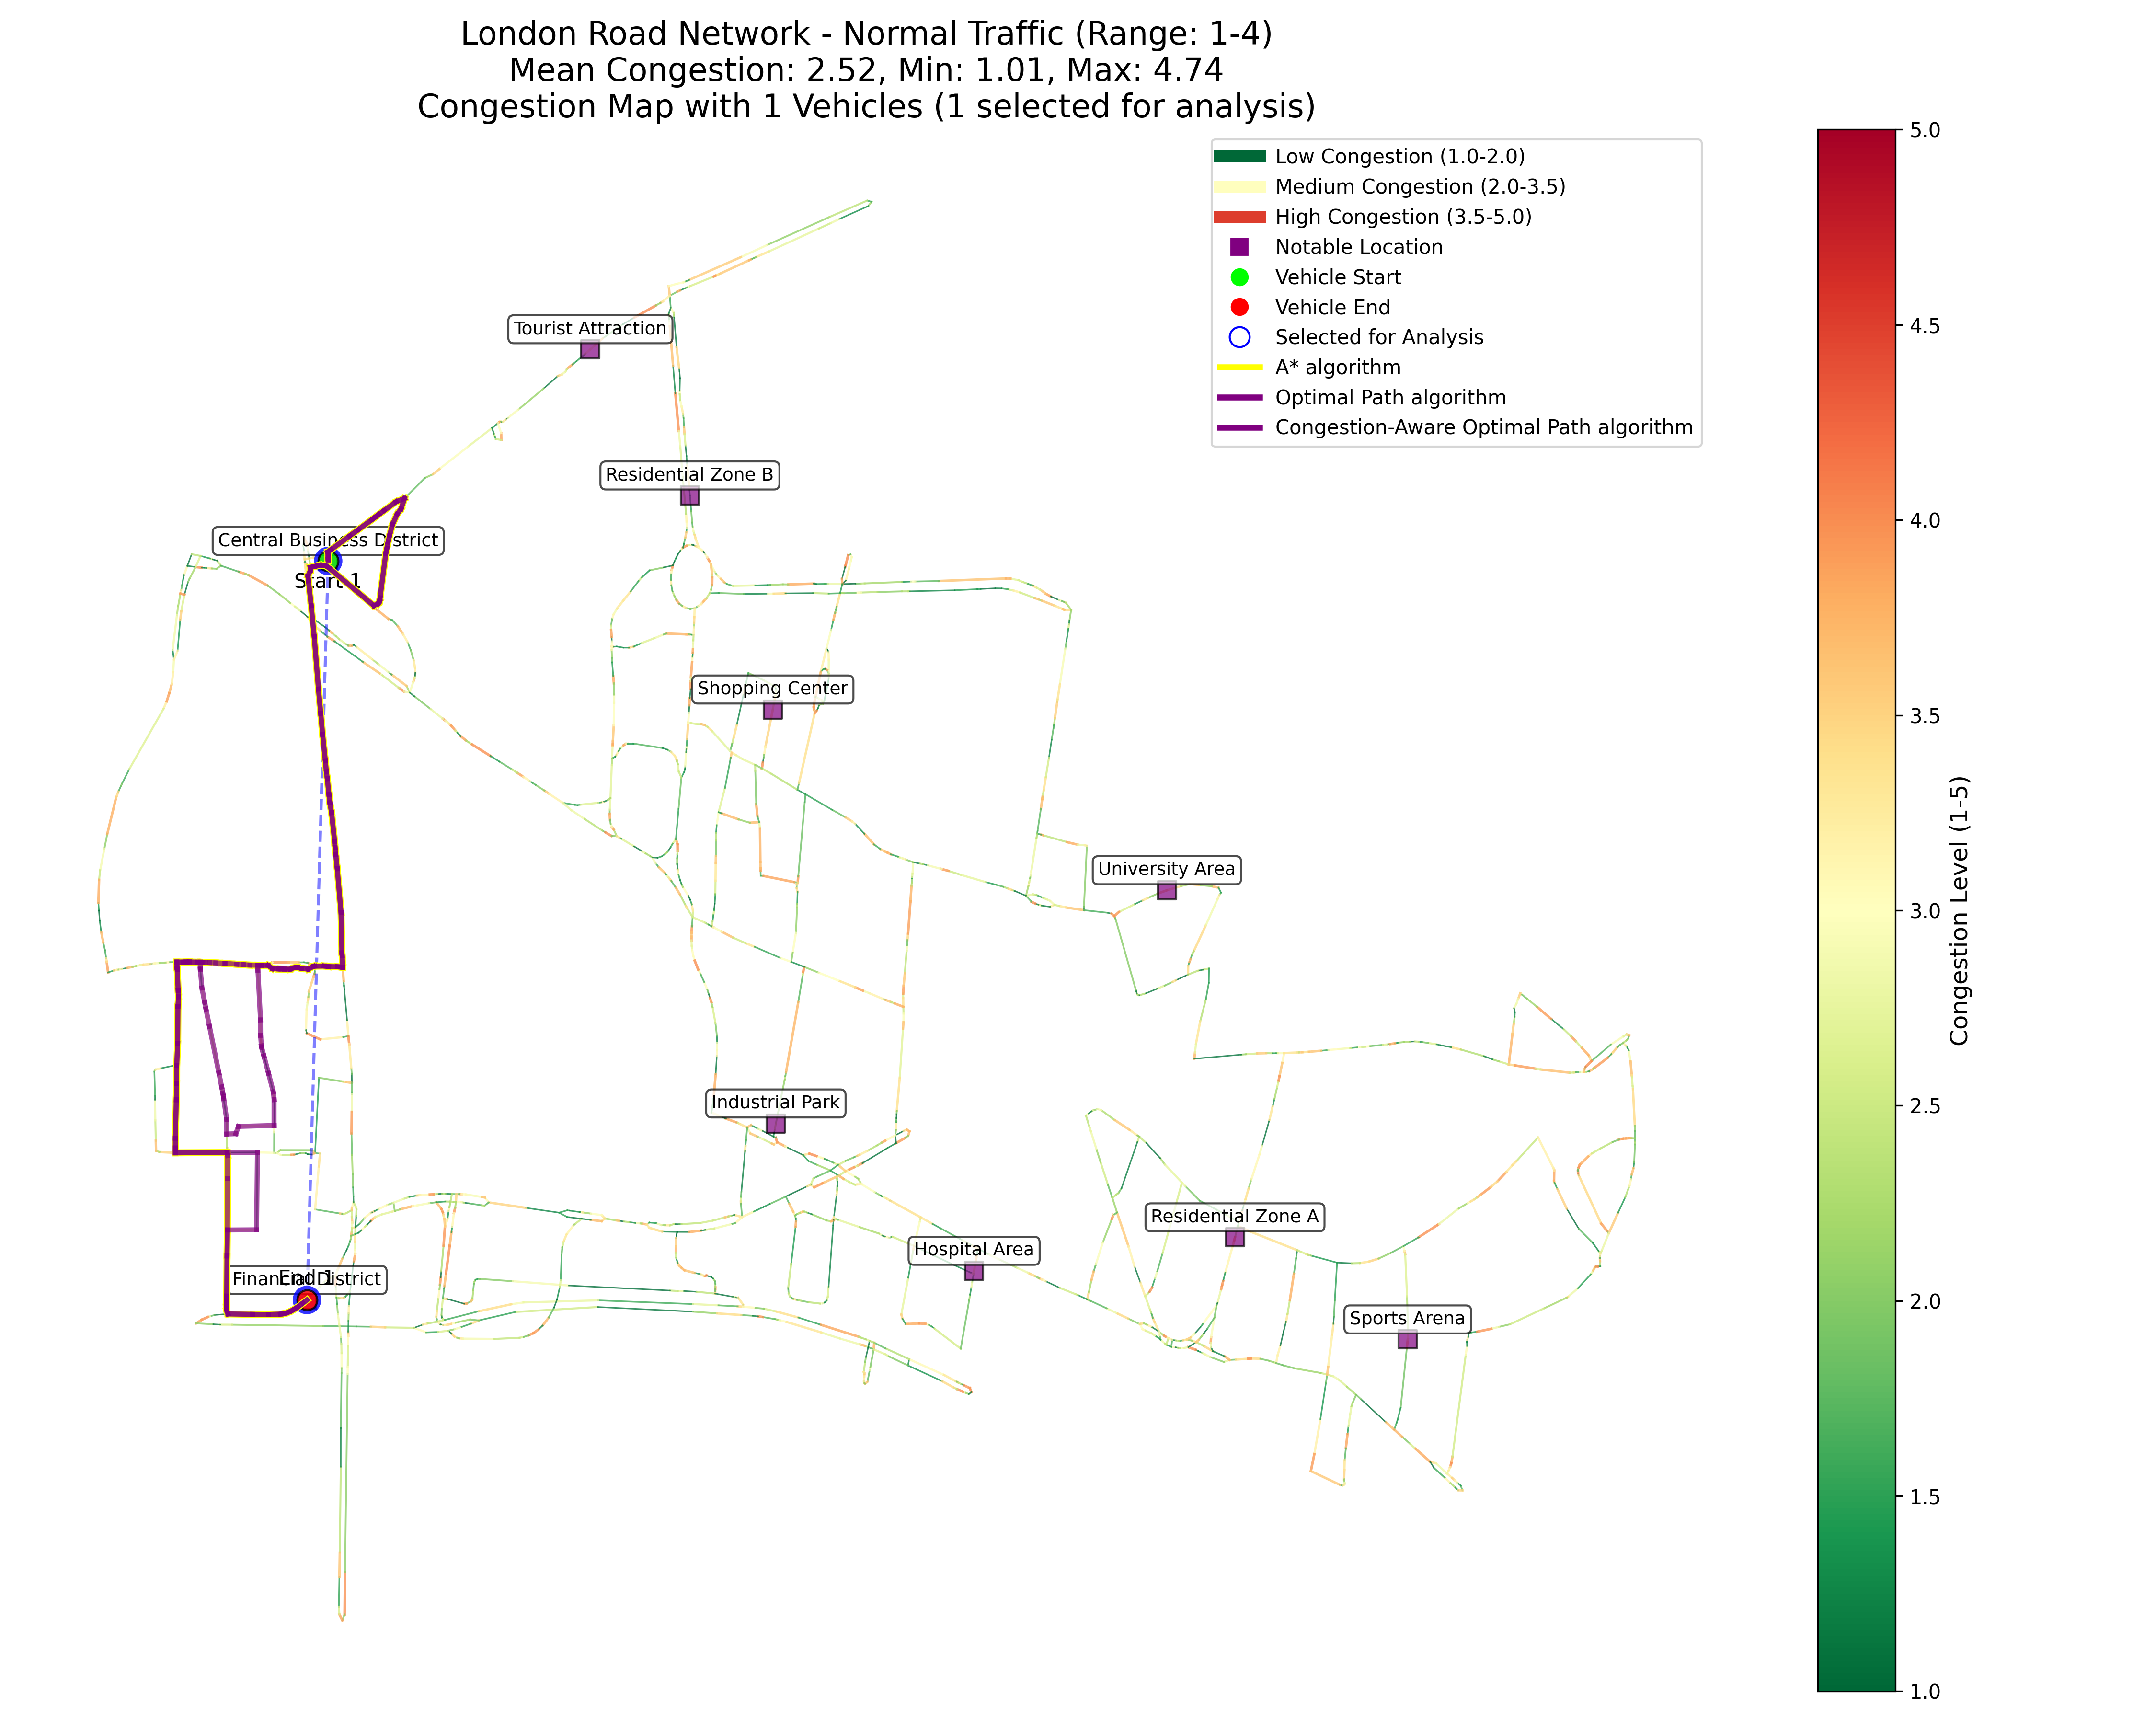 London Road Network - Normal Traffic (Range: 1-4)
Mean Congestion: 2.52, Min: 1.01, Max: 4.74
Congestion Map with 1 Vehicles (1 selected for analysis)
Low Congestion (1.0-2.0)
Medium Congestion (2.0-3.5)
High Congestion (3.5-5.0)
Notable Location
Vehicle Start
Vehicle End
Selected for Analysis
A* algorithm
Optimal Path algorithm
Congestion-Aware Optimal Path algorithm
Tourist Attraction
Residential Zone B
Central Business District
Start 1
Shopping Center
University Area
Industrial Park
Residential Zone A
Hospital Area
Financial District
End 1
Sports Arena
5.0
4.5
4.0
3.5
3.0
2.5
2.0
1.5
1.0
Congestion Level (1-5)